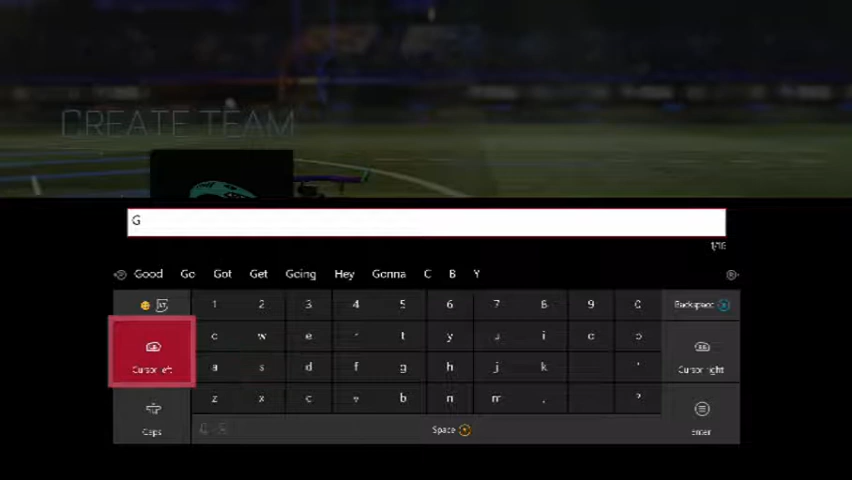 CREATE TEAM
G
1/16
Good Go Got Get Going Hey Gonna C B Y
1 2 3 4 5 6 7 8 9 0 Backspace
w e r t y u i o p
Cursor left
a s d f g h j k ' Cursor right
z x c v b n m , ?
Caps
Space
Enter